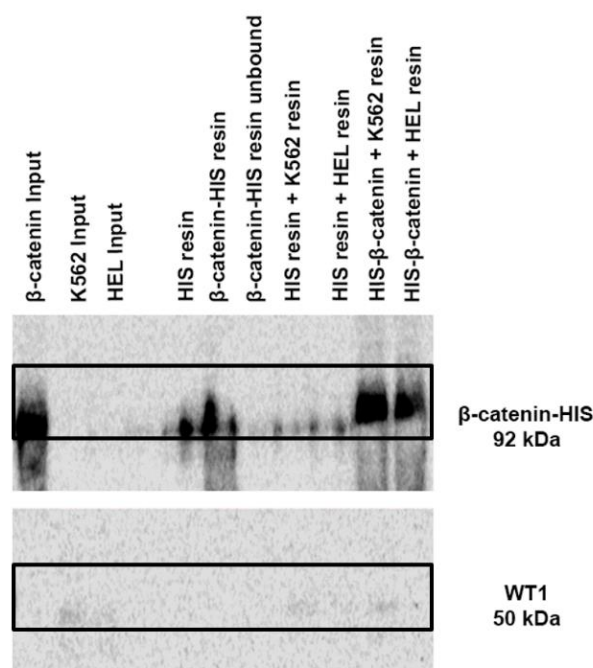 β-catenin Input
K562 Input
HEL Input
HIS resin
β-catenin-HIS resin
β-catenin-HIS resin unbound
HIS resin + K562 resin
HIS resin + HEL resin
HIS-β-catenin + K562 resin
HIS-β-catenin + HEL resin
β-catenin-HIS
92 kDa
WT1
50 kDa